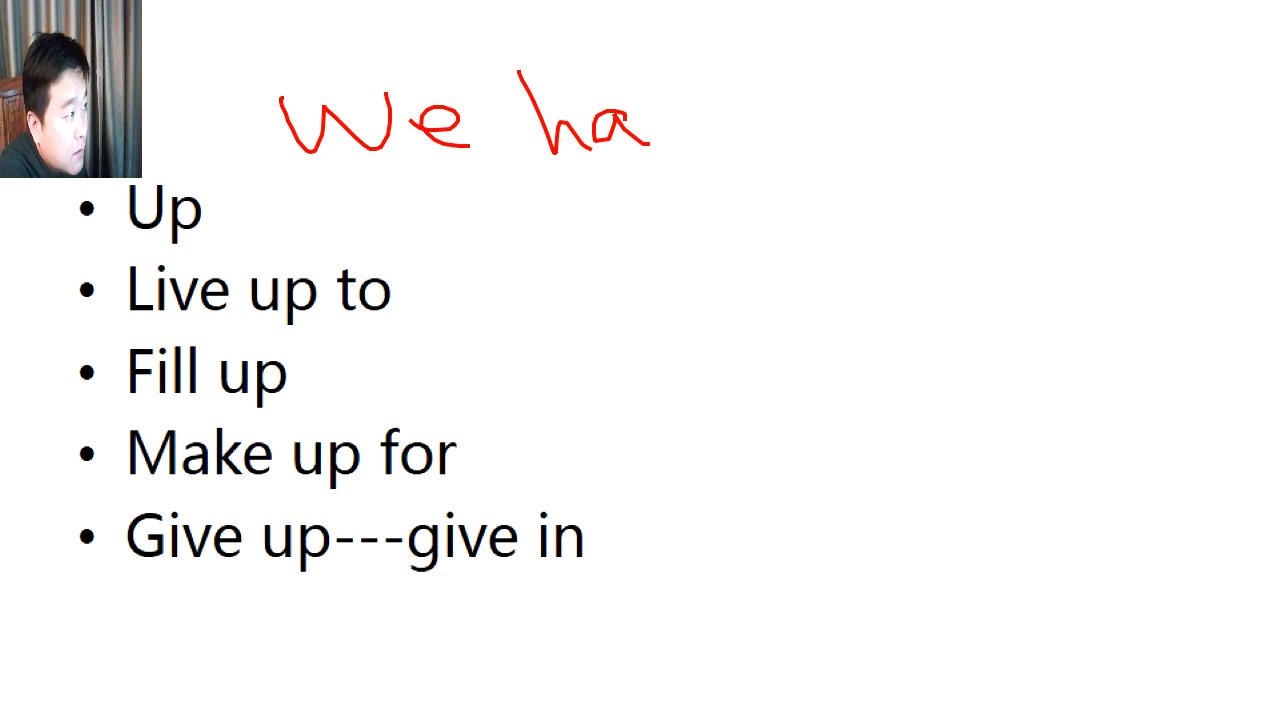 We ha
• Up
• Live up to
• Fill up
• Make up for
• Give up---give in